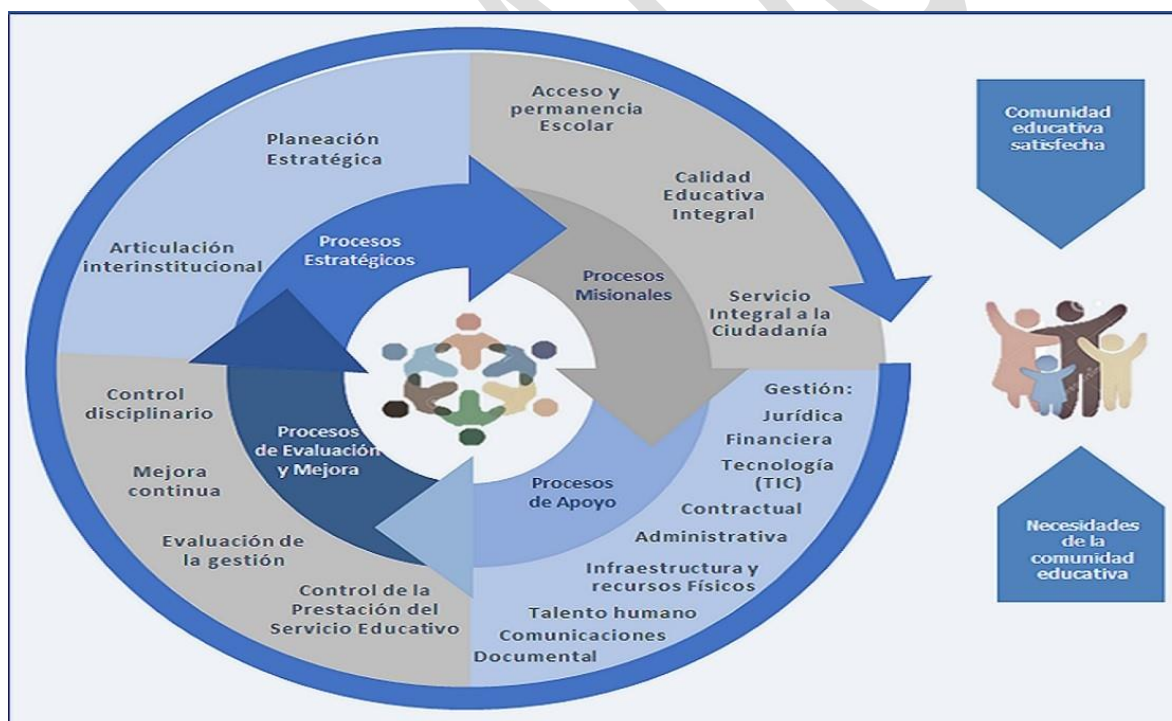 Planeación
Estratégica
Articulación
interinstitucional
Procesos
Estratégicos
Acceso y
permanencia
Escolar
Calidad
Educativa
Integral
Servicio
Integral a la
Ciudadanía
Procesos
Misionales
Gestión:
Jurídica
Financiera
Tecnología
(TIC)
Contractual
Administrativa
Infraestructura y
recursos Físicos
Talento humano
Comunicaciones
Documental
Procesos
de Apoyo
Control
disciplinario
Mejora
continua
Evaluación de
la gestión
Control de la
Prestación del
Servicio Educativo
Procesos
de Evaluación
y Mejora
Comunidad
educativa
satisfecha
Necesidades
de la
comunidad
educativa